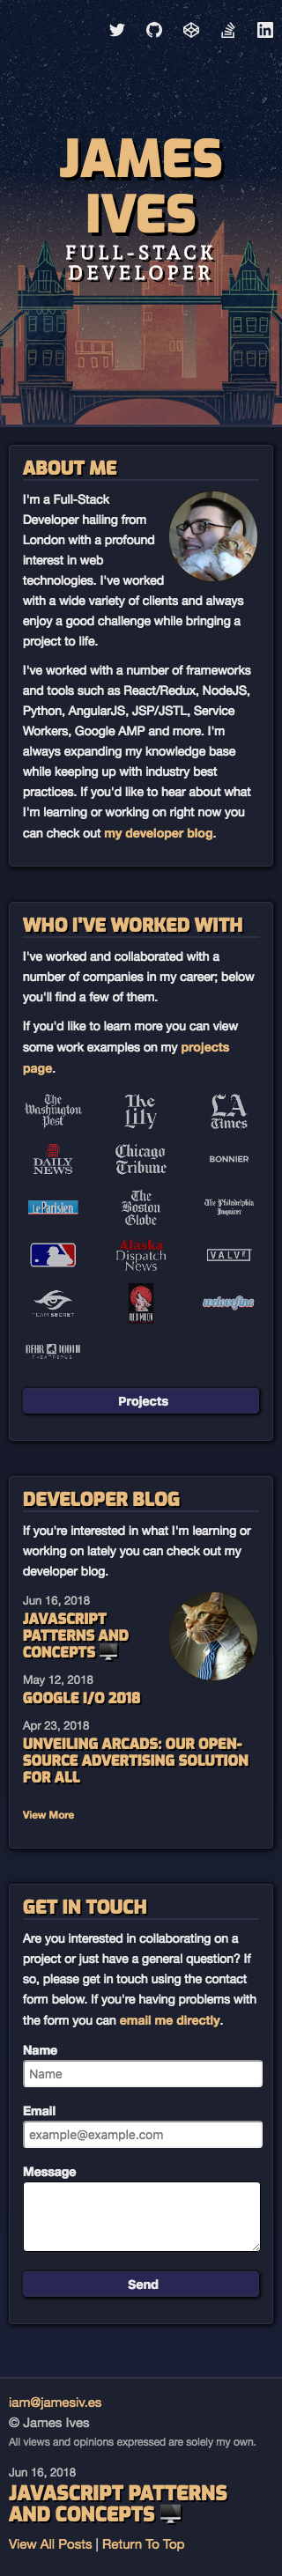 JAMES
IVES
FULL-STACK
DEVELOPER
ABOUT ME
I'm a Full-Stack
Developer hailing from
London with a profound
interest in web
technologies. I've worked
with a wide variety of clients and always
enjoy a good challenge while bringing a
project to life.
I've worked with a number of frameworks
and tools such as React/Redux, NodeJS,
Python, AngularJS, JSP/JSTL, Service
Workers, Google AMP and more. I'm
always expanding my knowledge base
while keeping up with industry best
practices. If you'd like to hear about what
I'm learning or working on right now you
can check out my developer blog.
WHO I'VE WORKED WITH
I've worked and collaborated with a
number of companies in my career; below
you'll find a few of them.
If you'd like to learn more you can view
some work examples on my projects
page.
The Washington Post
The Lily
LA Times
DAILY NEWS
Chicago Tribune
BONNIER
Le Parisien
The Boston Globe
The Philadelphia Inquirer
Alaska Dispatch News
VALVE
TEAM SECRET
RED MEAT
welovefine
BEAR TOOTH THEATREPUB
Projects
DEVELOPER BLOG
If you're interested in what I'm learning or
working on lately you can check out my
developer blog.
Jun 16, 2018
JAVASCRIPT
PATTERNS AND
CONCEPTS
May 12, 2018
GOOGLE I/O 2018
Apr 23, 2018
UNVEILING ARCADS: OUR OPEN-
SOURCE ADVERTISING SOLUTION
FOR ALL
View More
GET IN TOUCH
Are you interested in collaborating on a
project or just have a general question? If
so, please get in touch using the contact
form below. If you're having problems with
the form you can email me directly.
Name
Name
Email
example@example.com
Message
Send
iam@jamesiv.es
© James Ives
All views and opinions expressed are solely my own.
Jun 16, 2018
JAVASCRIPT PATTERNS
AND CONCEPTS
View All Posts | Return To Top